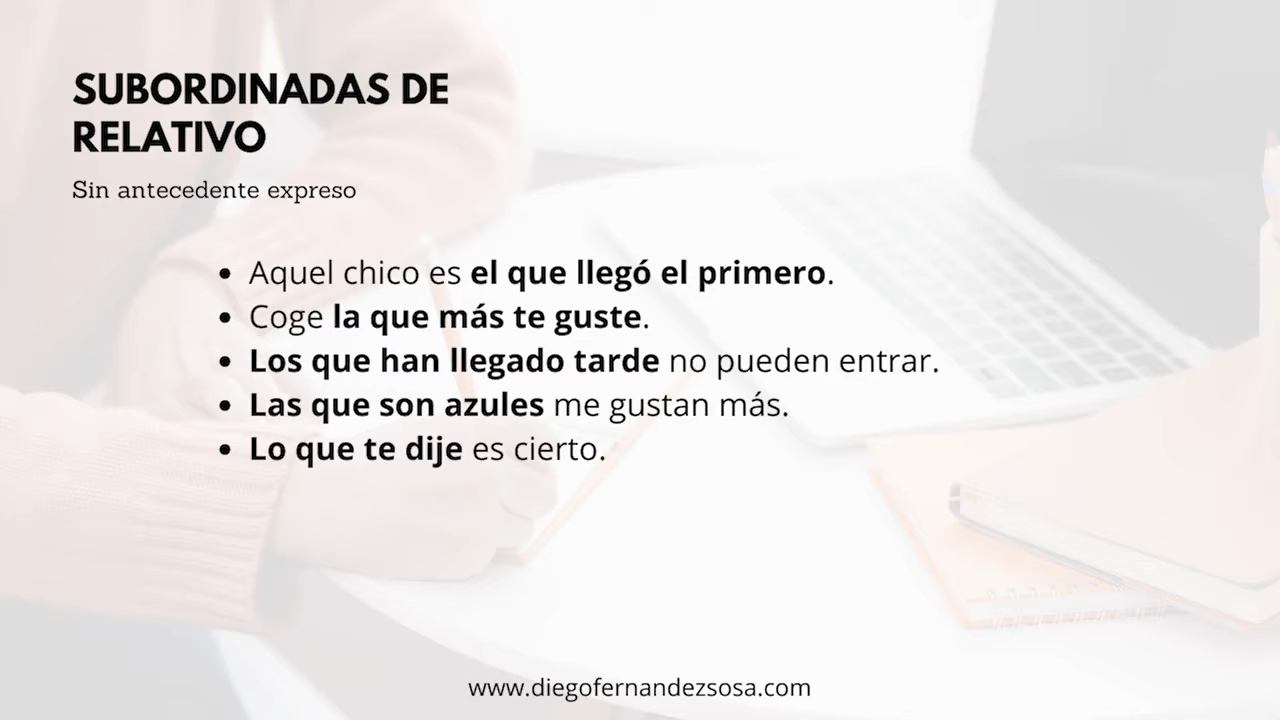 SUBORDINADAS DE
RELATIVO
Sin antecedente expreso
• Aquel chico es el que llegó el primero.
• Coge la que más te guste.
• Los que han llegado tarde no pueden entrar.
• Las que son azules me gustan más.
• Lo que te dije es cierto.
www.diegofernandezsosa.com